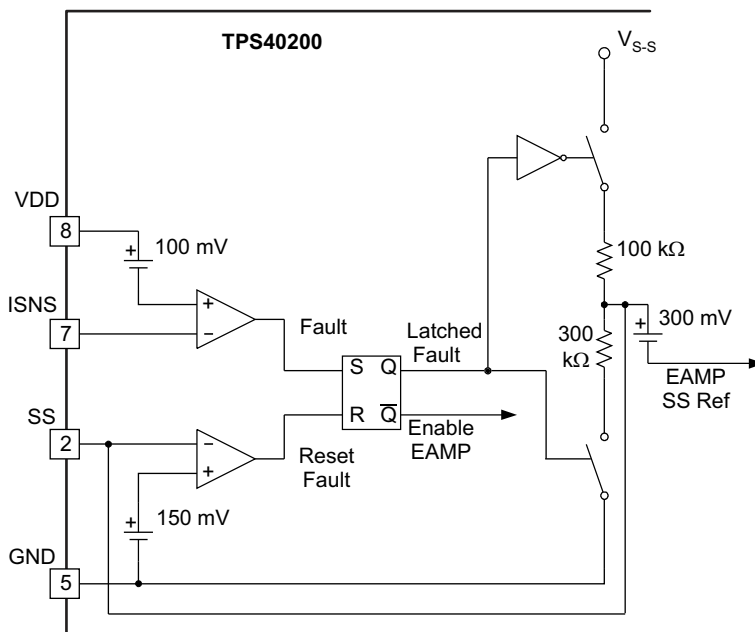 TPS40200
V_S-S
VDD
8
+
100 mV
100 kΩ
ISNS
7
+
−
Fault
Latched
Fault
300
kΩ
+
300 mV
EAMP
SS Ref
S Q
R Q̅
Enable
EAMP
SS
2
−
+
Reset
Fault
+
150 mV
GND
5